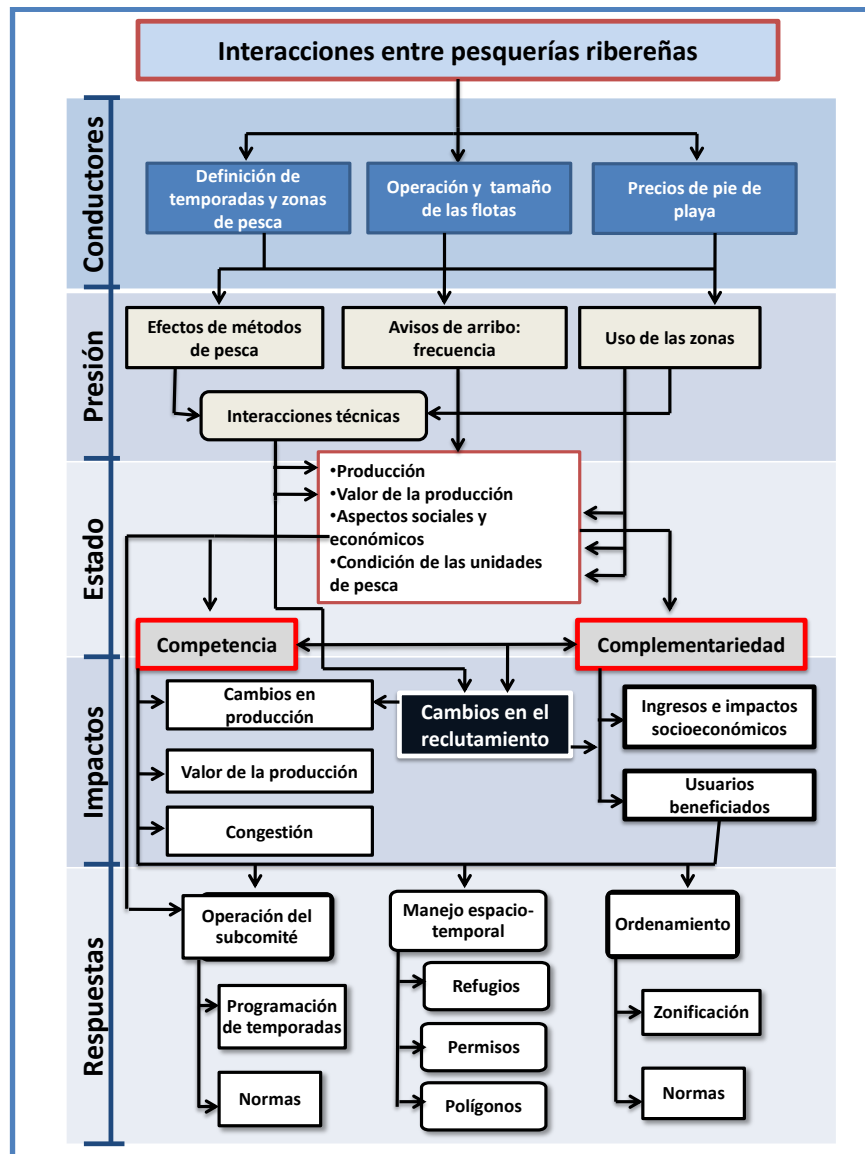 Interacciones entre pesquerías ribereñas
Conductores
Definición de
temporadas y zonas
de pesca
Operación y tamaño
de las flotas
Precios de pie de
playa
Presión
Efectos de métodos
de pesca
Avisos de arribo:
frecuencia
Uso de las zonas
Interacciones técnicas
Estado
•Producción
•Valor de la producción
•Aspectos sociales y
económicos
•Condición de las unidades
de pesca
Competencia
Complementariedad
Impactos
Cambios en
producción
Cambios en el
reclutamiento
Ingresos e impactos
socioeconómicos
Valor de la producción
Usuarios
beneficiados
Congestión
Respuestas
Operación del
subcomité
Manejo espacio-
temporal
Ordenamiento
Programación
de temporadas
Refugios
Zonificación
Permisos
Normas
Polígonos
Normas